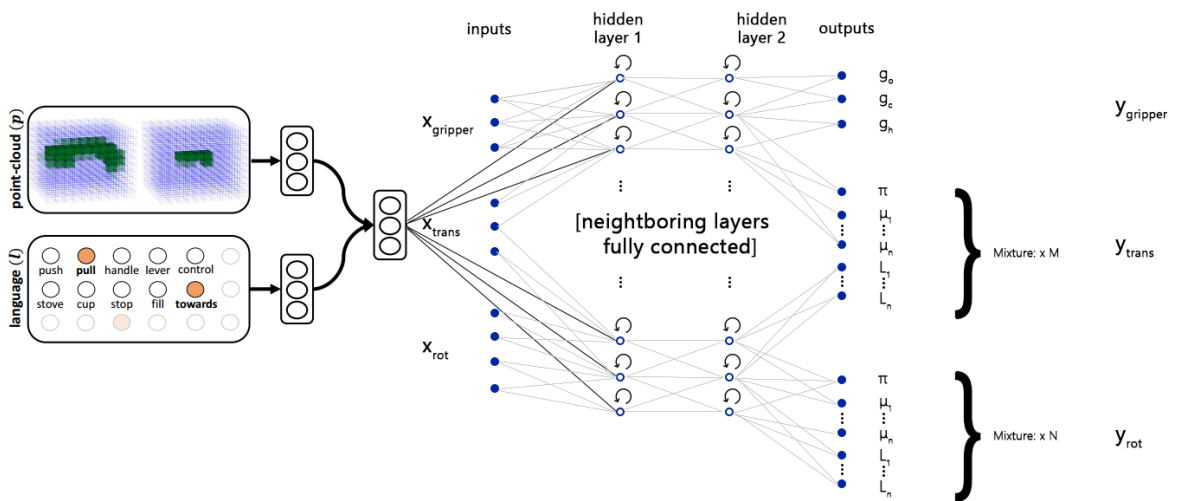 point-cloud (p)
language (l)
push pull handle lever control
stove cup stop fill towards
inputs
hidden
layer 1
hidden
layer 2
outputs
x gripper
x trans
x rot
[neightboring layers
fully connected]
g o
g c
g h
π
μ 1
μ n
L 1
L n
π
μ 1
μ n
L 1
L n
Mixture: x M
Mixture: x N
y gripper
y trans
y rot